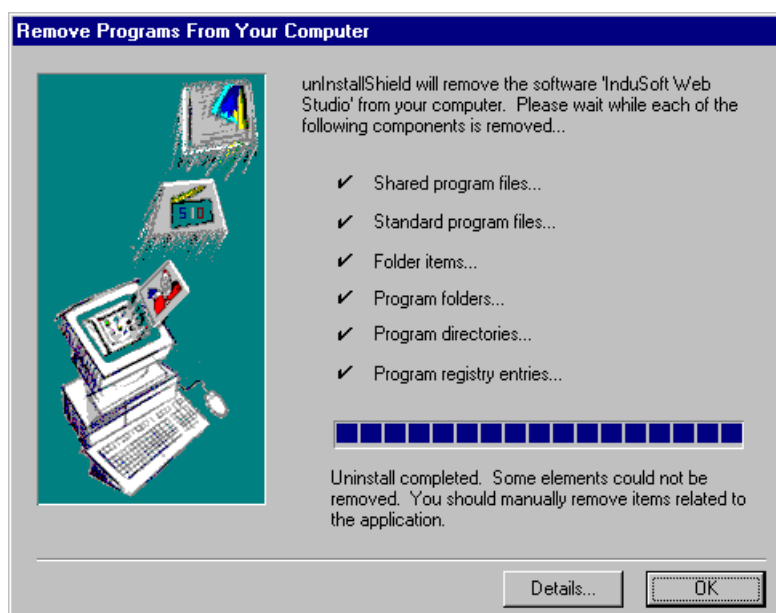 Remove Programs From Your Computer
unInstallShield will remove the software 'InduSoft Web
Studio' from your computer. Please wait while each of the
following components is removed...
✔ Shared program files...
✔ Standard program files...
✔ Folder items...
✔ Program folders...
✔ Program directories...
✔ Program registry entries...
Uninstall completed. Some elements could not be
removed. You should manually remove items related to
the application.
Details... OK